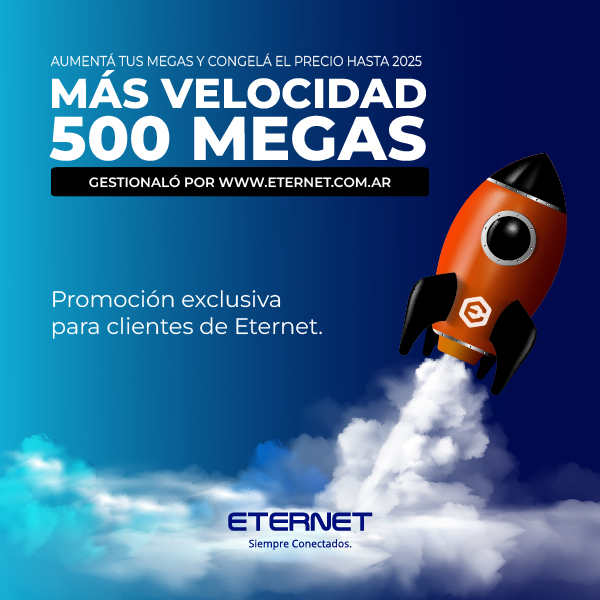 AUMENTÁ TUS MEGAS Y CONGELÁ EL PRECIO HASTA 2025
MÁS VELOCIDAD
500 MEGAS
GESTIONALÓ POR WWW.ETERNET.COM.AR
Promoción exclusiva
para clientes de Eternet.
ETERNET
Siempre Conectados.